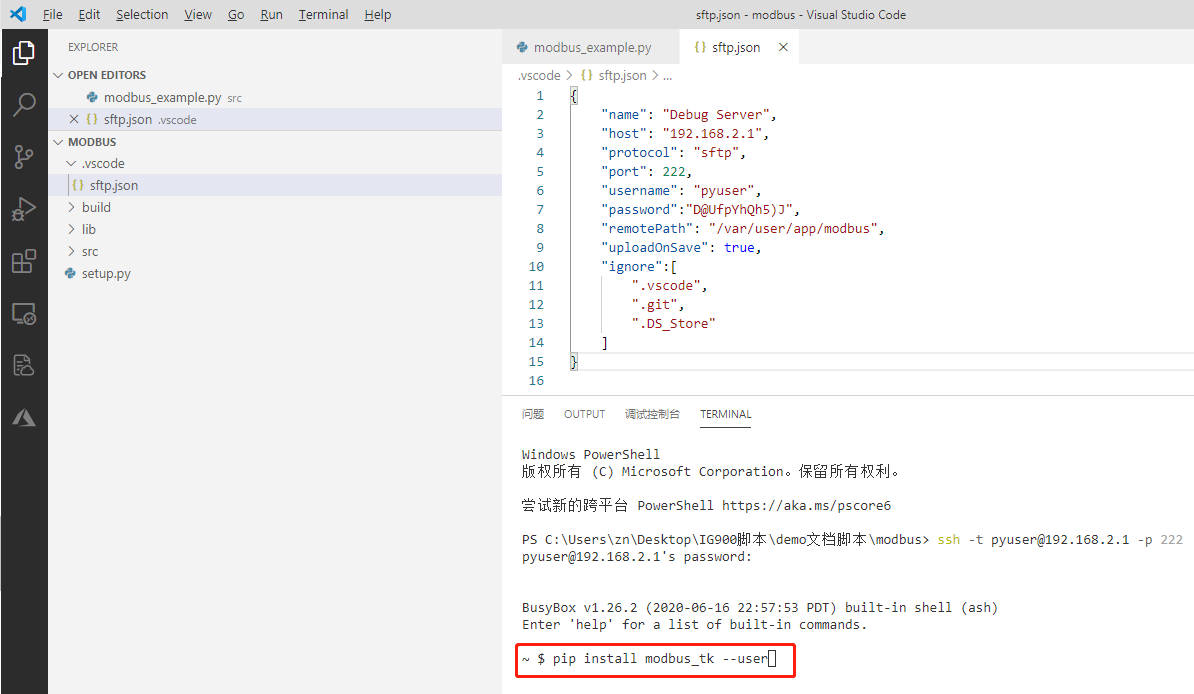 File Edit Selection View Go Run Terminal Help
sftp.json - modbus - Visual Studio Code
EXPLORER
OPEN EDITORS
modbus_example.py src
sftp.json .vscode
MODBUS
.vscode
sftp.json
build
lib
src
setup.py
modbus_example.py
{} sftp.json
.vscode > {} sftp.json > ...
1 {
2 "name": "Debug Server",
3 "host": "192.168.2.1",
4 "protocol": "sftp",
5 "port": 222,
6 "username": "pyuser",
7 "password":"D@UfpYhQh5)J",
8 "remotePath": "/var/user/app/modbus",
9 "uploadOnSave": true,
10 "ignore":[
11 ".vscode",
12 ".git",
13 ".DS_Store"
14 ]
15 }
16
问题 OUTPUT 调试控制台 TERMINAL
Windows PowerShell
版权所有 (C) Microsoft Corporation。保留所有权利。
尝试新的跨平台 PowerShell https://aka.ms/pscore6
PS C:\Users\zn\Desktop\IG900脚本\demo文档脚本\modbus> ssh -t pyuser@192.168.2.1 -p 222
pyuser@192.168.2.1's password:
BusyBox v1.26.2 (2020-06-16 22:57:53 PDT) built-in shell (ash)
Enter 'help' for a list of built-in commands.
~ $ pip install modbus_tk --user